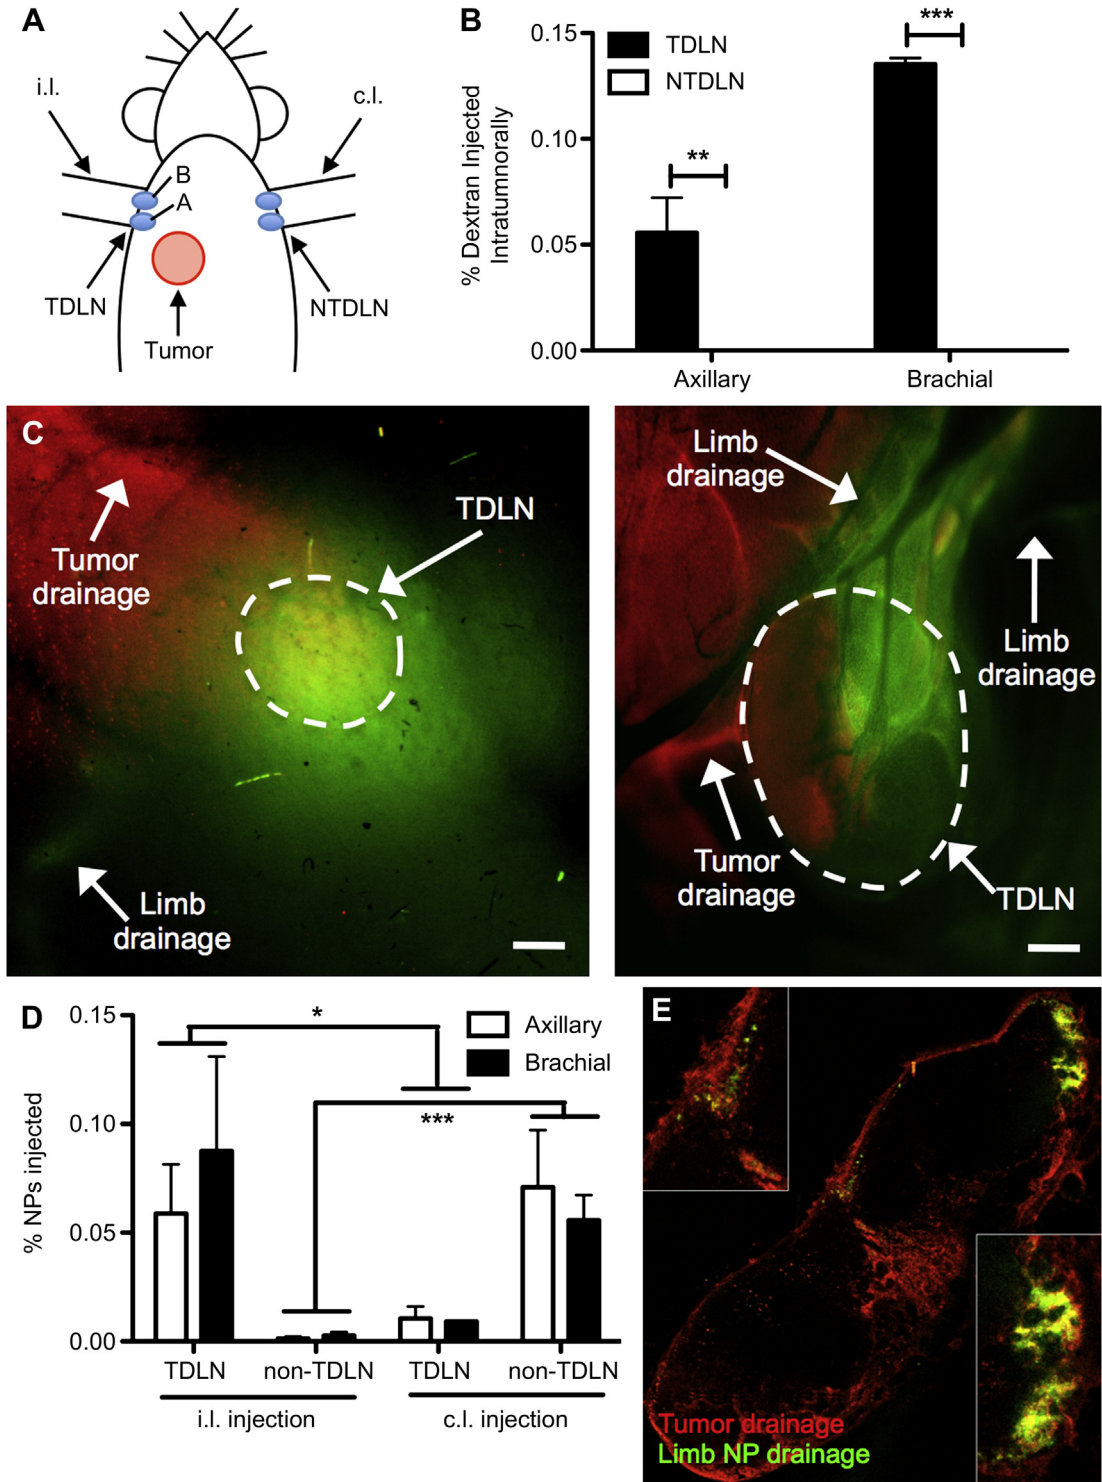 A
i.l.
c.l.
B
A
TDLN
NTDLN
Tumor
B
% Dextran Injected
Intratumnorally
0.15
0.10
0.05
0.00
TDLN
NTDLN
**
***
Axillary
Brachial
C
Tumor
drainage
TDLN
Limb
drainage
Limb
drainage
Limb
drainage
Tumor
drainage
TDLN
D
% NPs injected
0.15
0.10
0.05
0.00
*
***
Axillary
Brachial
TDLN
non-TDLN
TDLN
non-TDLN
i.l. injection
c.l. injection
E
Tumor drainage
Limb NP drainage